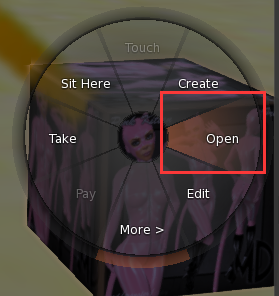 Touch
Sit Here
Create
Take
Open
Pay
Edit
More >